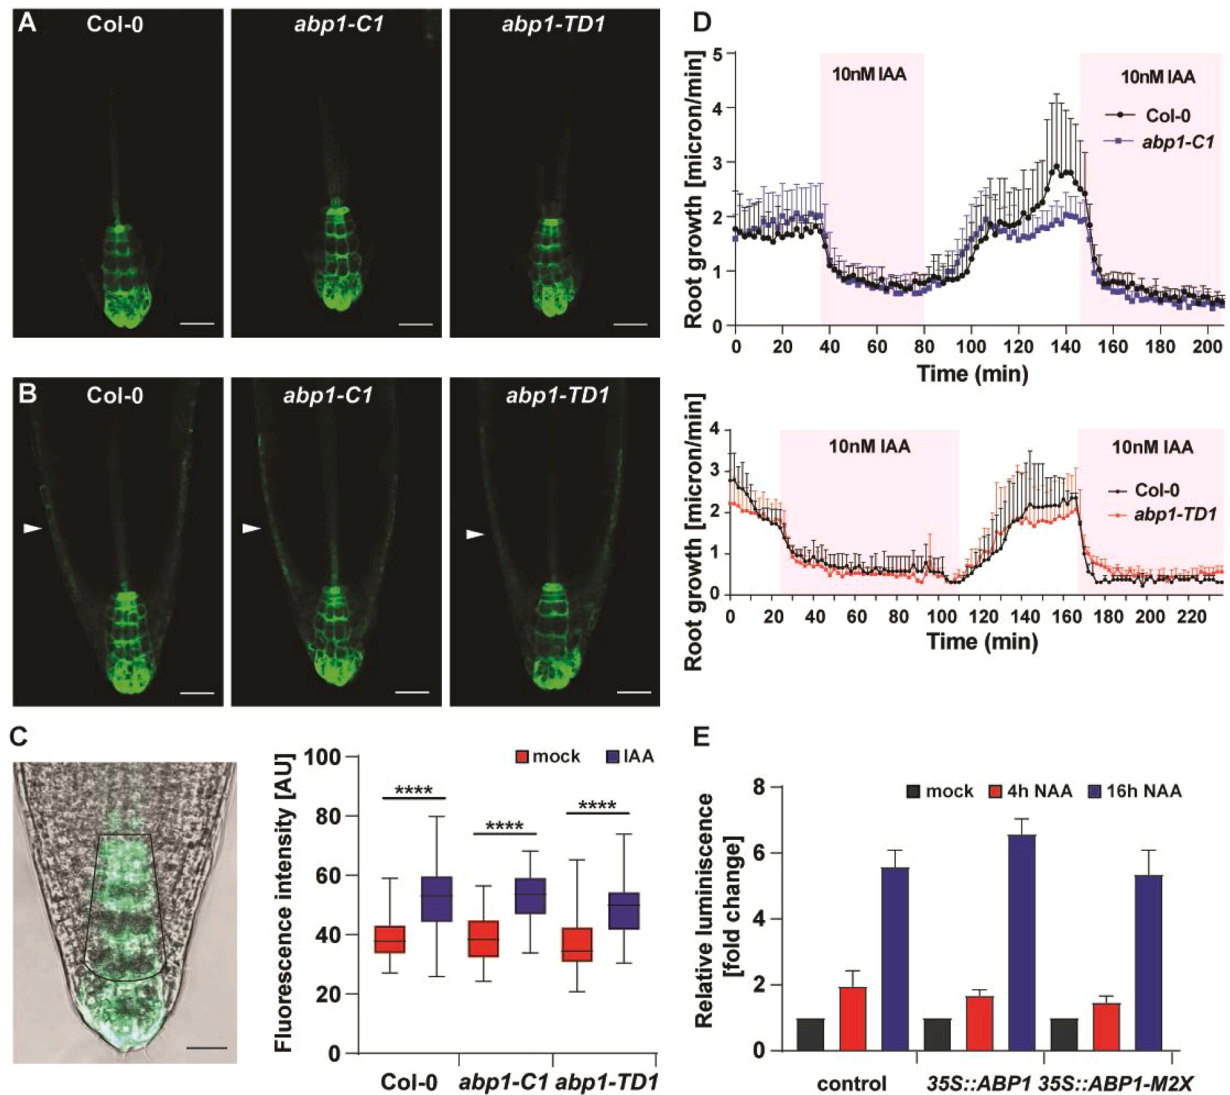 A
Col-0
abp1-C1
abp1-TD1
B
Col-0
abp1-C1
abp1-TD1
C
Fluorescence intensity [AU]
100
80
60
40
20
0
mock
IAA
****
****
****
Col-0
abp1-C1
abp1-TD1
D
Root growth [micron/min]
5
4
3
2
1
0
10nM IAA
10nM IAA
Col-0
abp1-C1
0 20 40 60 80 100 120 140 160 180 200
Time (min)
Root growth [micron/min]
4
3
2
1
0
10nM IAA
10nM IAA
Col-0
abp1-TD1
0 20 40 60 80 100 120 140 160 180 200 220
Time (min)
E
Relative luminiscence
[fold change]
8
6
4
2
0
mock
4h NAA
16h NAA
control
35S::ABP1
35S::ABP1-M2X